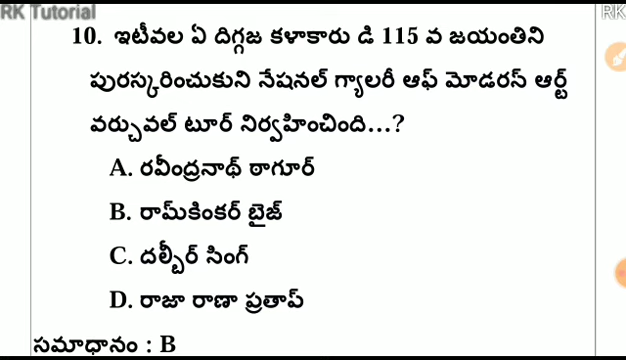 RK Tutorial
RK
10. ఇటీవల ఏ దిగ్గజ కళాకారు డి 115 వ జయంతిని
పురస్కరించుకుని నేషనల్ గ్యాలరీ ఆఫ్ మోడరన్ ఆర్ట్
వర్చువల్ టూర్ నిర్వహించింది...?
A. రవీంద్రనాథ్ ఠాగూర్
B. రామ్‌కింకర్ బైజ్
C. దల్బీర్ సింగ్
D. రాజా రాణా ప్రతాప్
సమాధానం : B